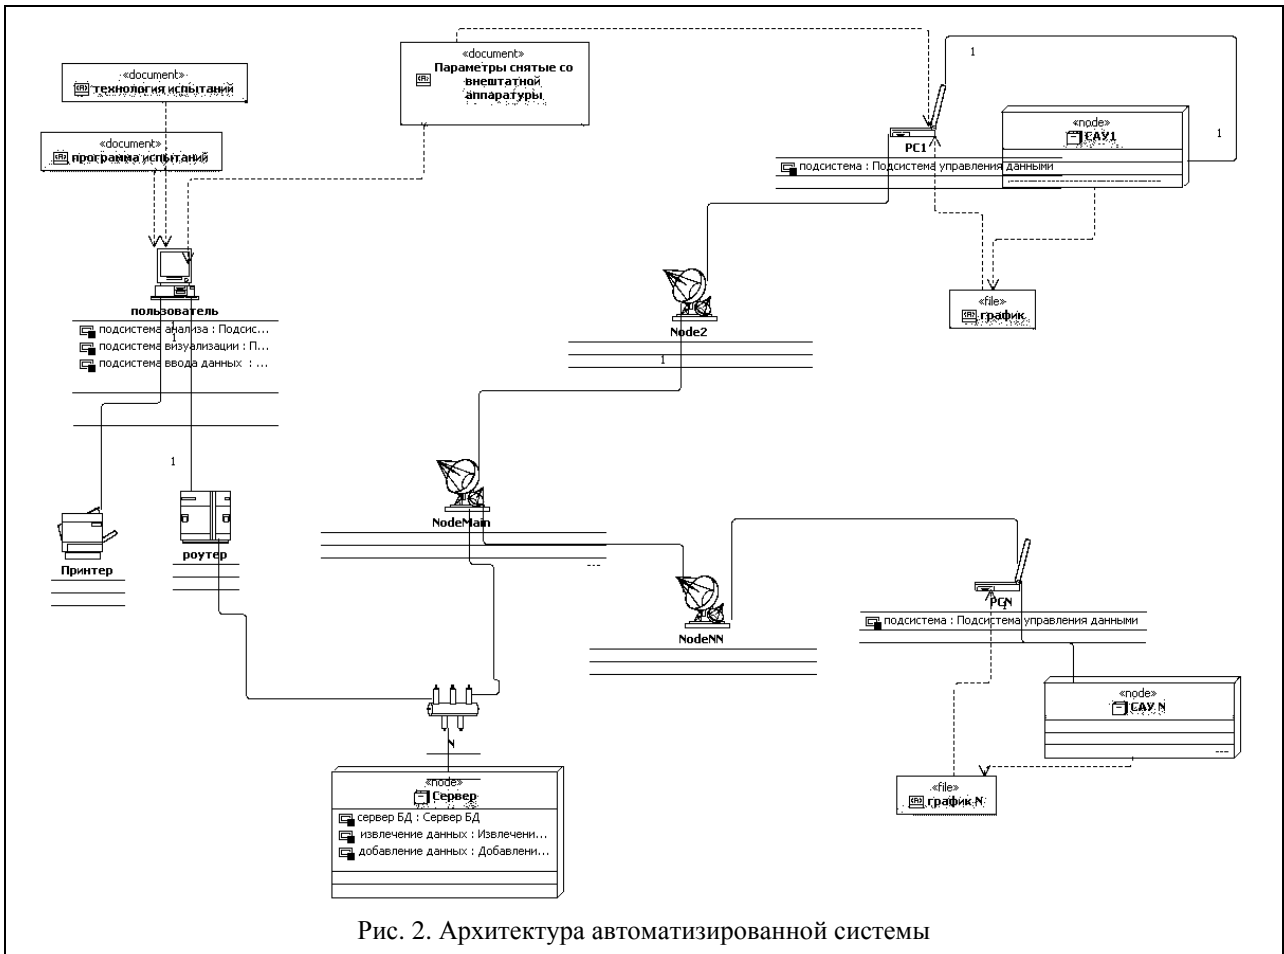 «document»
технология испытаний
«document»
программа испытаний
«document»
Параметры снятые со
внештатной
аппаратуры
1
PC1
подсистема : Подсистема управления данными
«node»
САУ1
1
«file»
график
пользователь
подсистема анализа : Подсис...
подсистема визуализации : П...
подсистема ввода данных : ...
1
1
1
Node2
1
NodeMain
Принтер
роутер
NodeNN
PCN
1
подсистема : Подсистема управления данными
«node»
САУ N
«file»
график N
N
«node»
Сервер
сервер БД : Сервер БД
извлечение данных : Извлечени...
добавление данных : Добавлени...
Рис. 2. Архитектура автоматизированной системы